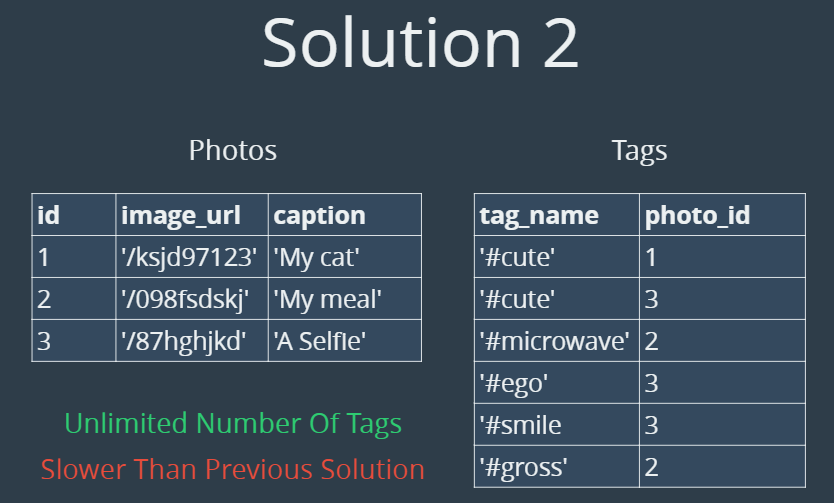 Solution 2
Photos
id image_url caption
1 '/ksjd97123' 'My cat'
2 '/098fsdskj' 'My meal'
3 '/87hghjkd' 'A Selfie'
Unlimited Number Of Tags
Slower Than Previous Solution
Tags
tag_name photo_id
'#cute' 1
'#cute' 3
'#microwave' 2
'#ego' 3
'#smile 3
'#gross' 2